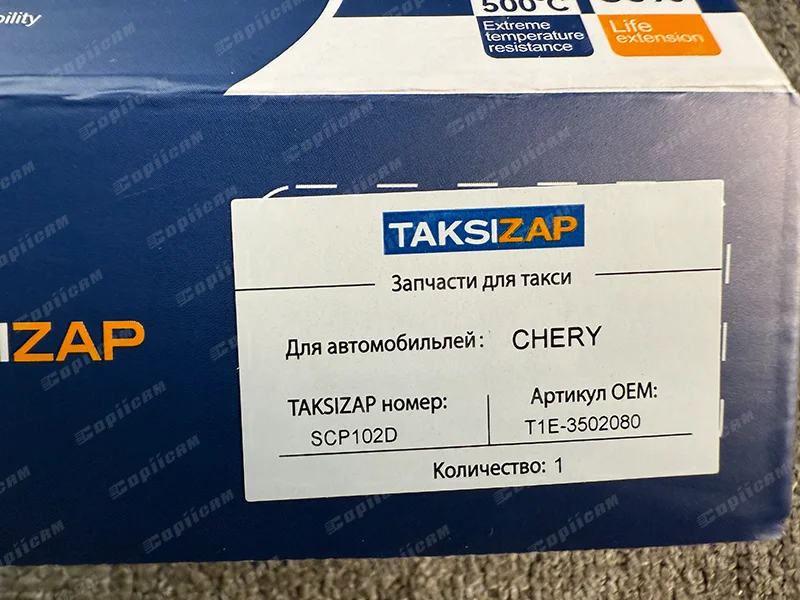 500°C
Extreme
temperature
resistance
Life
extension
ZAP
TAKSIZAP
Запчасти для такси
Для автомобильлей: CHERY
TAKSIZAP номер:
SCP102D
Артикул OEM:
T1E-3502080
Количество: 1
Copiicam